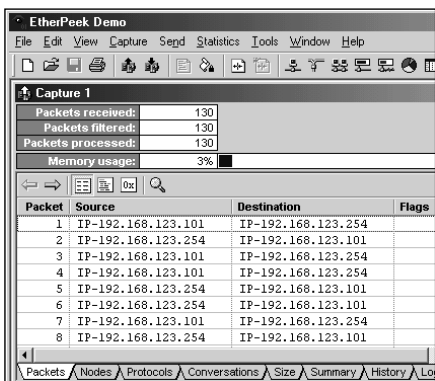 EtherPeek Demo
File Edit View Capture Send Statistics Tools Window Help
Capture 1
Packets received: 130
Packets filtered: 130
Packets processed: 130
Memory usage: 3%
0x
Packet Source Destination Flags
1 IP-192.168.123.101 IP-192.168.123.254
2 IP-192.168.123.254 IP-192.168.123.101
3 IP-192.168.123.101 IP-192.168.123.254
4 IP-192.168.123.101 IP-192.168.123.254
5 IP-192.168.123.254 IP-192.168.123.101
6 IP-192.168.123.254 IP-192.168.123.101
7 IP-192.168.123.101 IP-192.168.123.254
8 IP-192.168.123.254 IP-192.168.123.101
Packets Nodes Protocols Conversations Size Summary History Lo